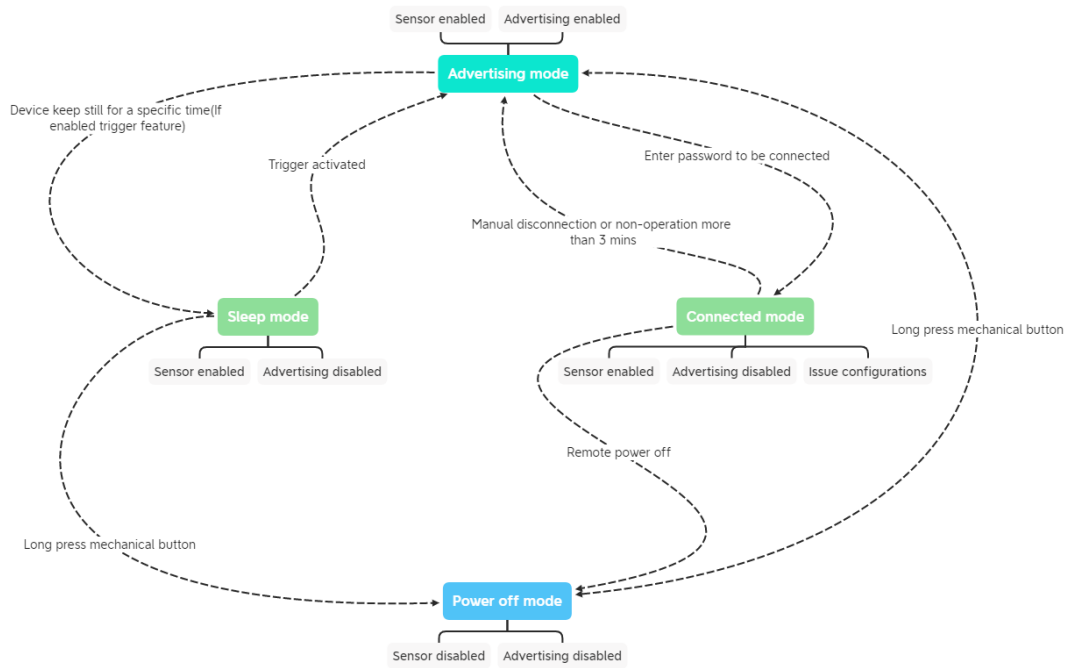 Sensor enabled
Advertising enabled
Advertising mode
Device keep still for a specific time(If
enabled trigger feature)
Trigger activated
Enter password to be connected
Manual disconnection or non-operation more
than 3 mins
Sleep mode
Connected mode
Long press mechanical button
Sensor enabled
Advertising disabled
Sensor enabled
Advertising disabled
Issue configurations
Remote power off
Long press mechanical button
Power off mode
Sensor disabled
Advertising disabled